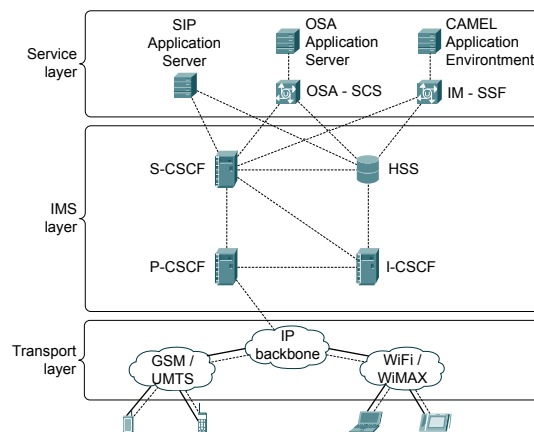 SIP
Application
Server
OSA
Application
Server
CAMEL
Application
Environtment
Service
layer
OSA - SCS
IM - SSF
S-CSCF
HSS
IMS
layer
P-CSCF
I-CSCF
IP
backbone
Transport
layer
GSM /
UMTS
WiFi /
WiMAX